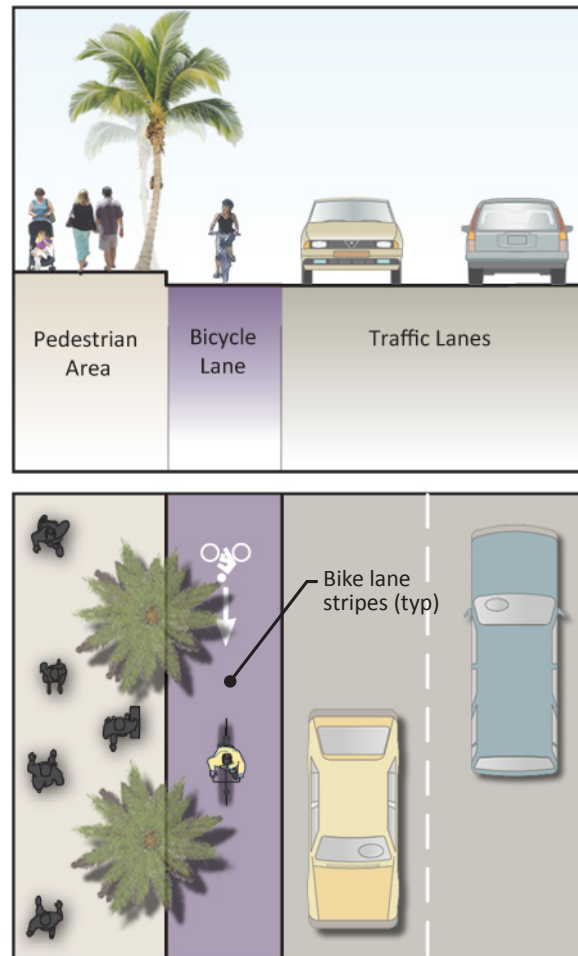 Pedestrian
Area
Bicycle
Lane
Traffic Lanes
Bike lane
stripes (typ)